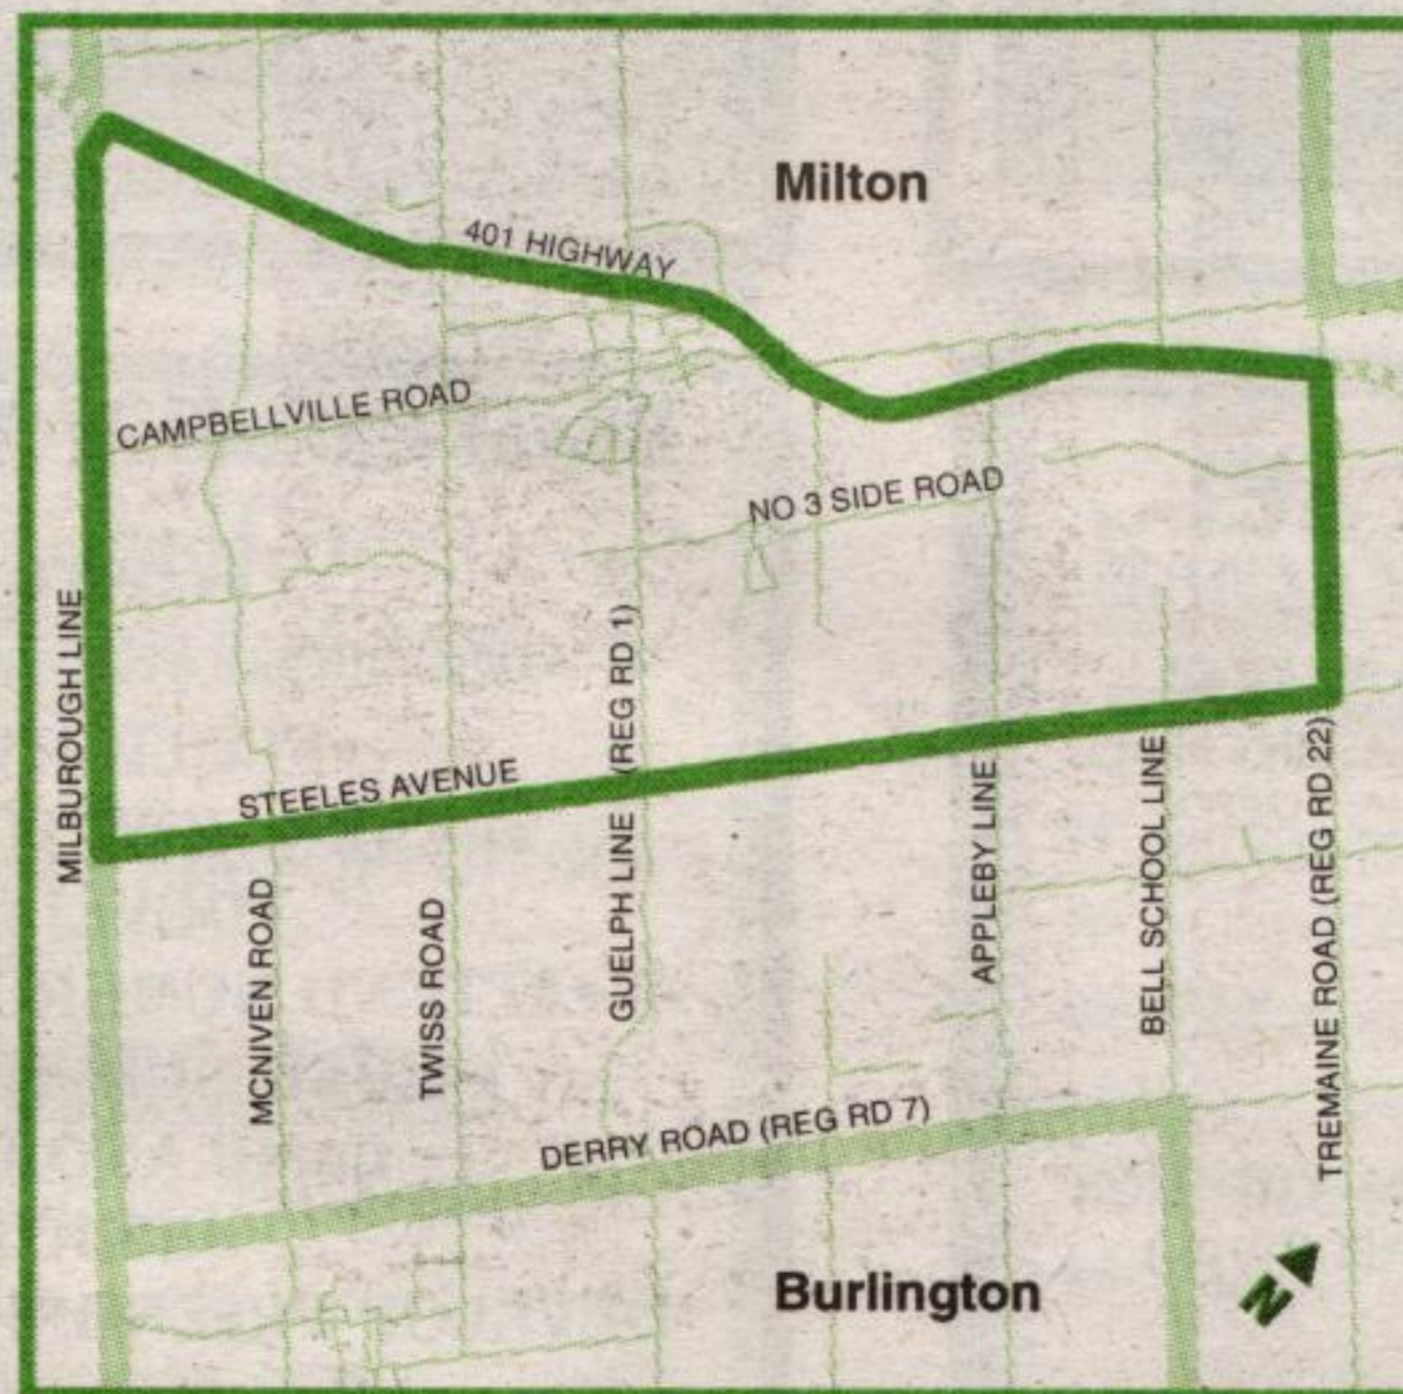 Milton
401 HIGHWAY
CAMPBELLVILLE ROAD
NO 3 SIDE ROAD
MILBUROUGH LINE
GUELPH LINE (REG RD 1)
STEELES AVENUE
MCNIVEN ROAD
TWISS ROAD
APPLEBY LINE
BELL SCHOOL LINE
TREMAINE ROAD (REG RD 22)
DERRY ROAD (REG RD 7)
Burlington
N